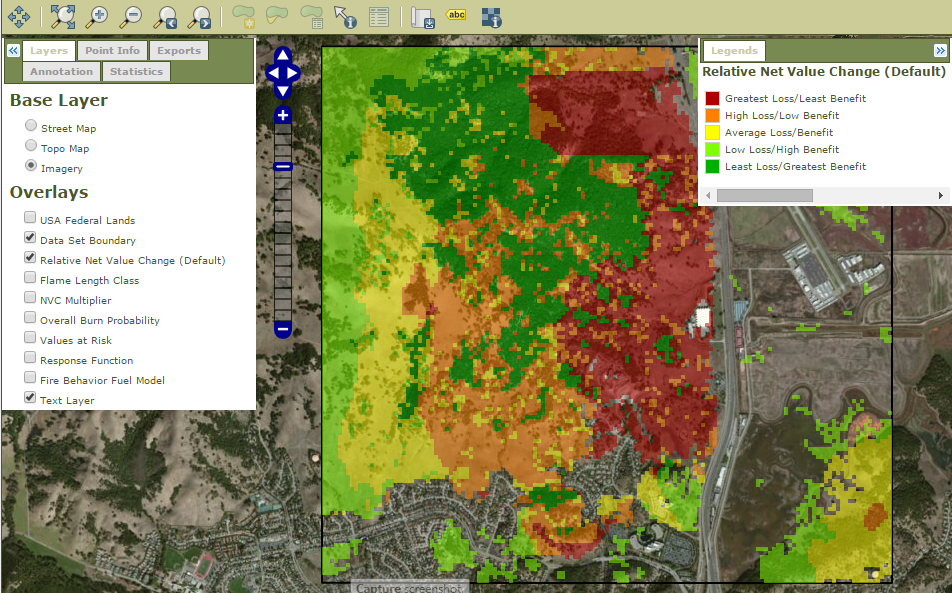 abc
Layers Point Info Exports
Annotation Statistics
Base Layer
Street Map
Topo Map
Imagery
Overlays
USA Federal Lands
Data Set Boundary
Relative Net Value Change (Default)
Flame Length Class
NVC Multiplier
Overall Burn Probability
Values at Risk
Response Function
Fire Behavior Fuel Model
Text Layer
Legends
Relative Net Value Change (Default)
Greatest Loss/Least Benefit
High Loss/Low Benefit
Average Loss/Benefit
Low Loss/High Benefit
Least Loss/Greatest Benefit
Capture screenshot.